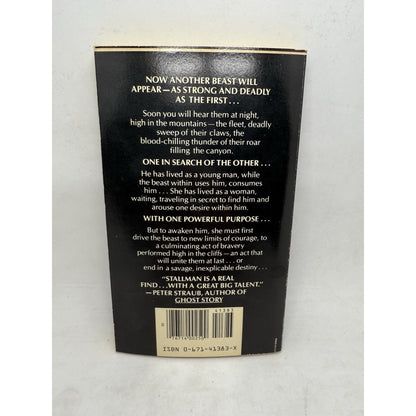 NOW ANOTHER BEAST WILL
APPEAR—AS STRONG AND DEADLY
AS THE FIRST . . .
Soon you will hear them at night,
high in the mountains—the fleet, deadly
sweep of their claws, the
blood-chilling thunder of their roar
filling the canyon.
ONE IN SEARCH OF THE OTHER . . .
He has lived as a young man, while
the beast within uses him, consumes
him . . . She has lived as a woman,
waiting, traveling in secret to find him and
arouse one desire within him.
WITH ONE POWERFUL PURPOSE . . .
But to awaken him, she must first
drive the beast to new limits of courage, to
a culminating act of bravery
performed high in the cliffs—an act that
will unite them at last . . . or
end in a savage, inexplicable destiny . . .
"STALLMAN IS A REAL
FIND . . . WITH A GREAT BIG TALENT."
—PETER STRAUB, AUTHOR OF
GHOST STORY
41383
0
ISBN 0-671-41383-X